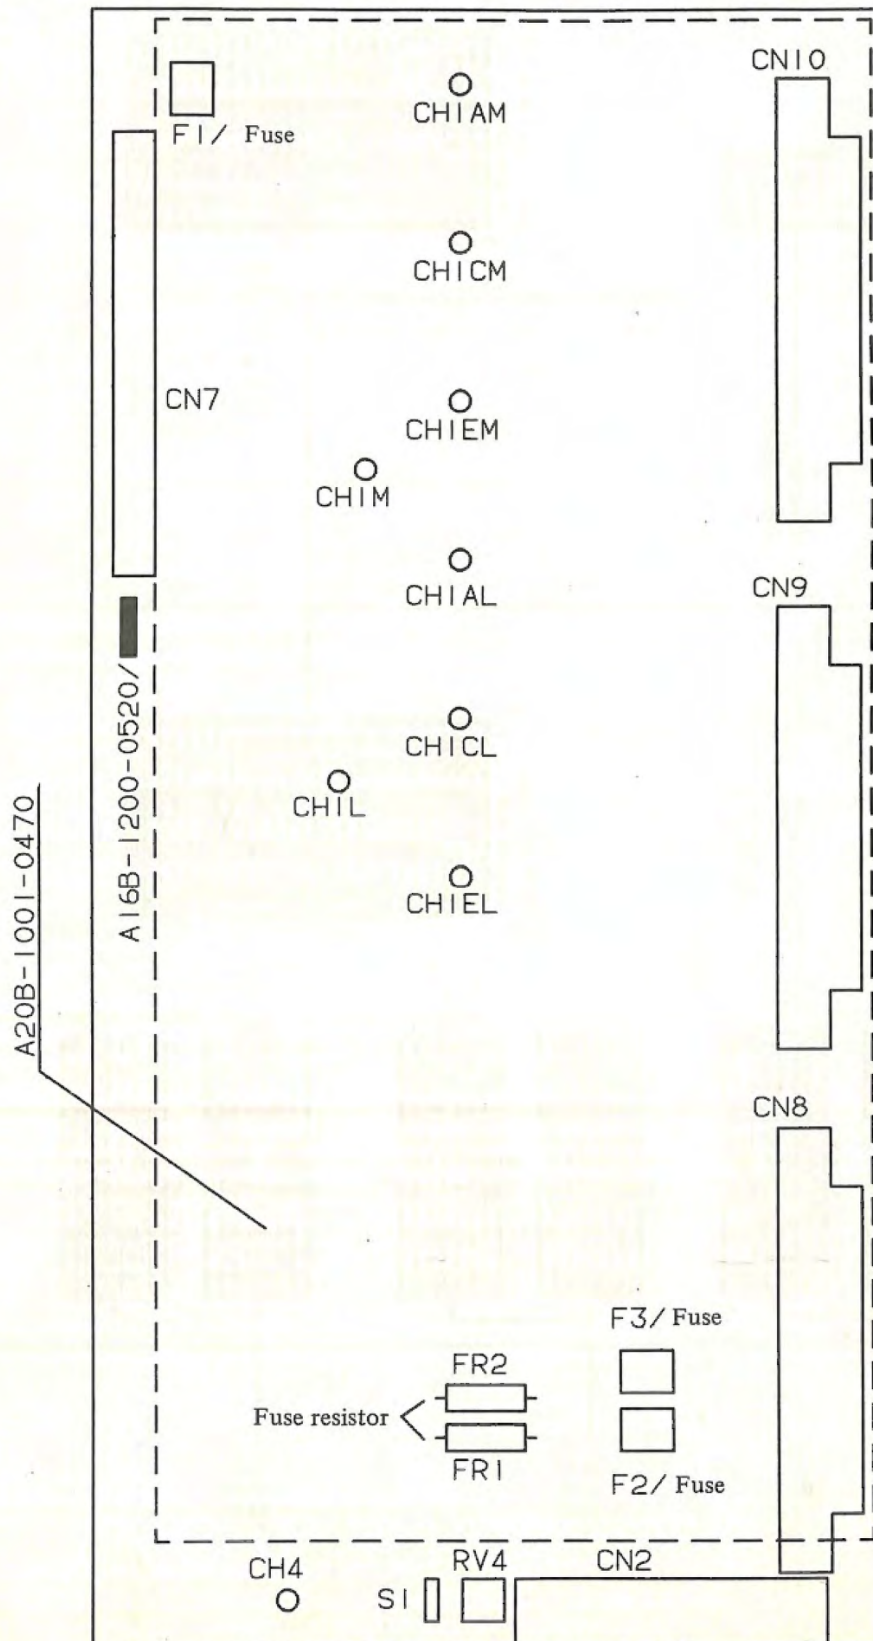 CN10
CH1AM
F1/ Fuse
CH1CM
CN7
CH1EM
CH1M
CH1AL
CN9
A16B-1200-0520/
CH1CL
CH1L
A20B-1001-0470
CH1EL
CN8
F3/ Fuse
FR2
Fuse resistor
FR1
F2/ Fuse
CH4
S1
RV4
CN2